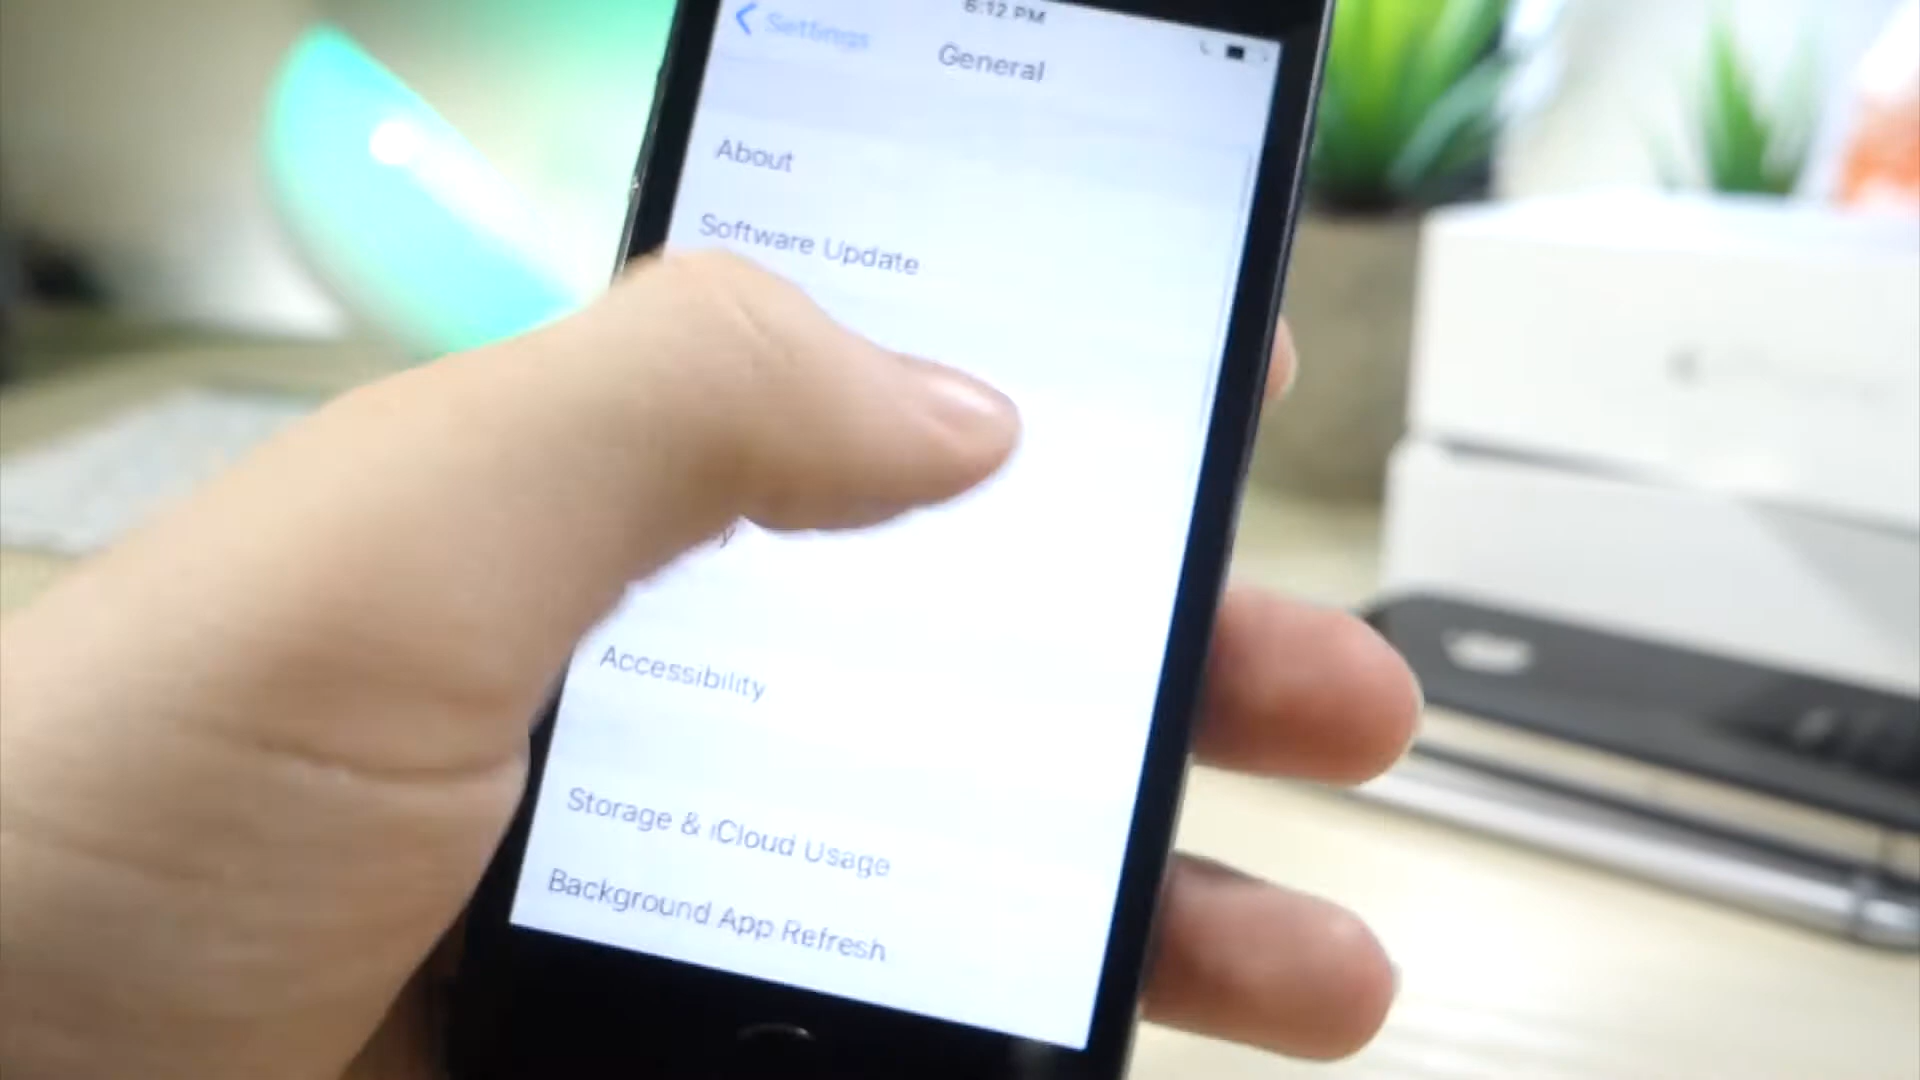 6:12 PM
Settings
General
About
Software Update
Accessibility
Storage & iCloud Usage
Background App Refresh